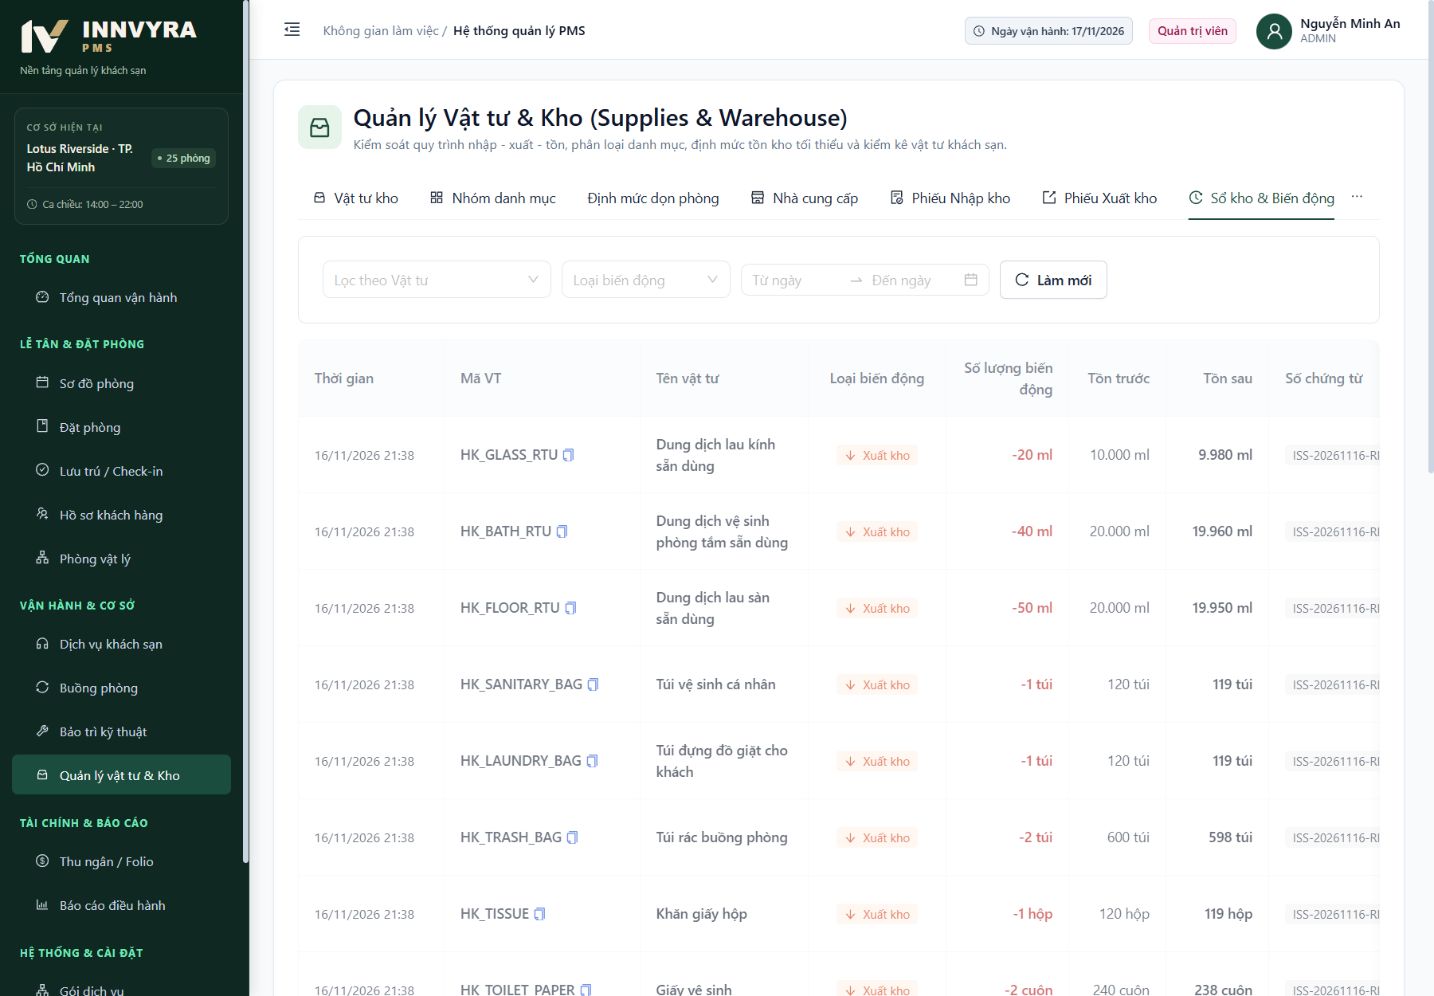 INNVYRA
PMS
Nền tảng quản lý khách sạn
CƠ SỞ HIỆN TẠI
Lotus Riverside · TP.
Hồ Chí Minh
25 phòng
Ca chiều: 14:00 – 22:00
TỔNG QUAN
Tổng quan vận hành
LỄ TÂN & ĐẶT PHÒNG
Sơ đồ phòng
Đặt phòng
Lưu trú / Check-in
Hồ sơ khách hàng
Phòng vật lý
VẬN HÀNH & CƠ SỞ
Dịch vụ khách sạn
Buồng phòng
Bảo trì kỹ thuật
Quản lý vật tư & Kho
TÀI CHÍNH & BÁO CÁO
Thu ngân / Folio
Báo cáo điều hành
HỆ THỐNG & CÀI ĐẶT
Gói dịch vụ
Không gian làm việc / Hệ thống quản lý PMS
Ngày vận hành: 17/11/2026
Quản trị viên
Nguyễn Minh An
ADMIN
Quản lý Vật tư & Kho (Supplies & Warehouse)
Kiểm soát quy trình nhập - xuất - tồn, phân loại danh mục, định mức tồn kho tối thiểu và kiểm kê vật tư khách sạn.
Vật tư kho
Nhóm danh mục
Định mức dọn phòng
Nhà cung cấp
Phiếu Nhập kho
Phiếu Xuất kho
Sổ kho & Biến động
···
Lọc theo Vật tư
Loại biến động
Từ ngày
Đến ngày
Làm mới
Thời gian Mã VT Tên vật tư Loại biến động Số lượng biến động Tồn trước Tồn sau Số chứng từ
16/11/2026 21:38 HK_GLASS_RTU Dung dịch lau kính sẵn dùng Xuất kho -20 ml 10.000 ml 9.980 ml ISS-20261116-
16/11/2026 21:38 HK_BATH_RTU Dung dịch vệ sinh phòng tắm sẵn dùng Xuất kho -40 ml 20.000 ml 19.960 ml ISS-20261116-
16/11/2026 21:38 HK_FLOOR_RTU Dung dịch lau sàn sẵn dùng Xuất kho -50 ml 20.000 ml 19.950 ml ISS-20261116-
16/11/2026 21:38 HK_SANITARY_BAG Túi vệ sinh cá nhân Xuất kho -1 túi 120 túi 119 túi ISS-20261116-
16/11/2026 21:38 HK_LAUNDRY_BAG Túi đựng đồ giặt cho khách Xuất kho -1 túi 120 túi 119 túi ISS-20261116-
16/11/2026 21:38 HK_TRASH_BAG Túi rác buồng phòng Xuất kho -2 túi 600 túi 598 túi ISS-20261116-
16/11/2026 21:38 HK_TISSUE Khăn giấy hộp Xuất kho -1 hộp 120 hộp 119 hộp ISS-20261116-
16/11/2026 21:38 HK_TOILET_PAPER Giấy vệ sinh Xuất kho -2 cuộn 240 cuộn 238 cuộn ISS-20261116-